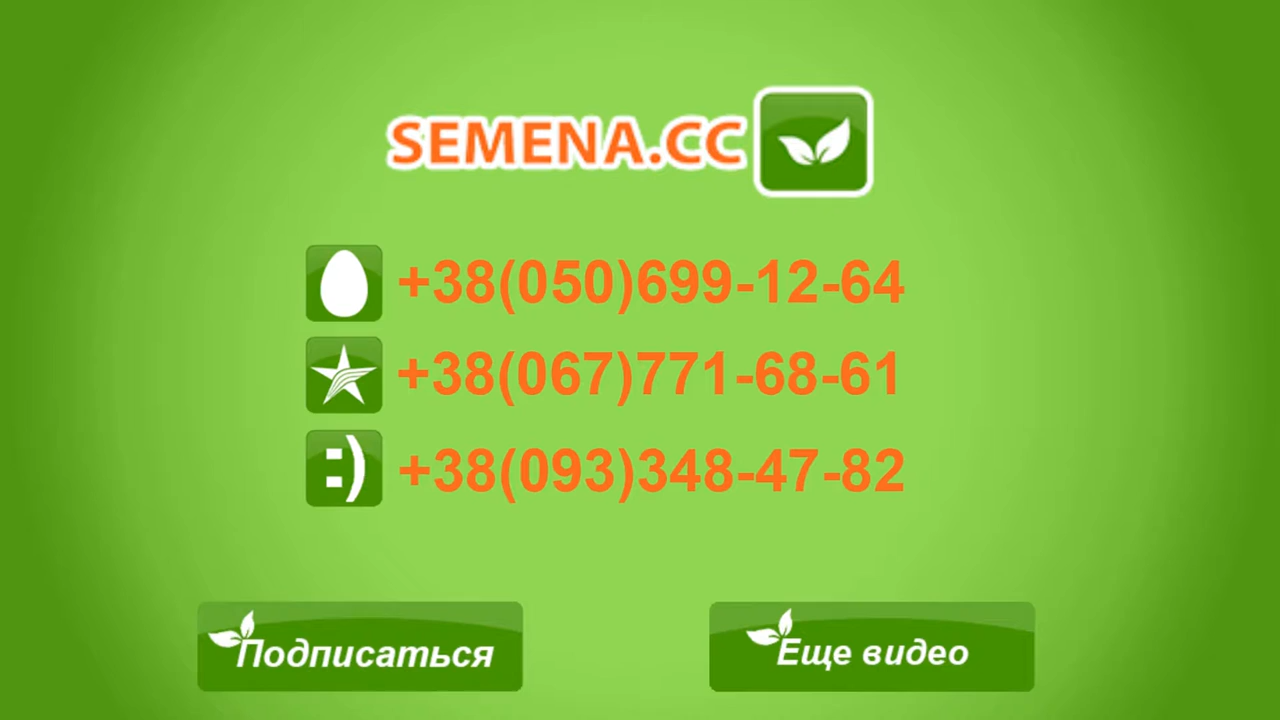 SEMENA.CC
+38(050)699-12-64
+38(067)771-68-61
:) +38(093)348-47-82
Подписаться
Еще видео